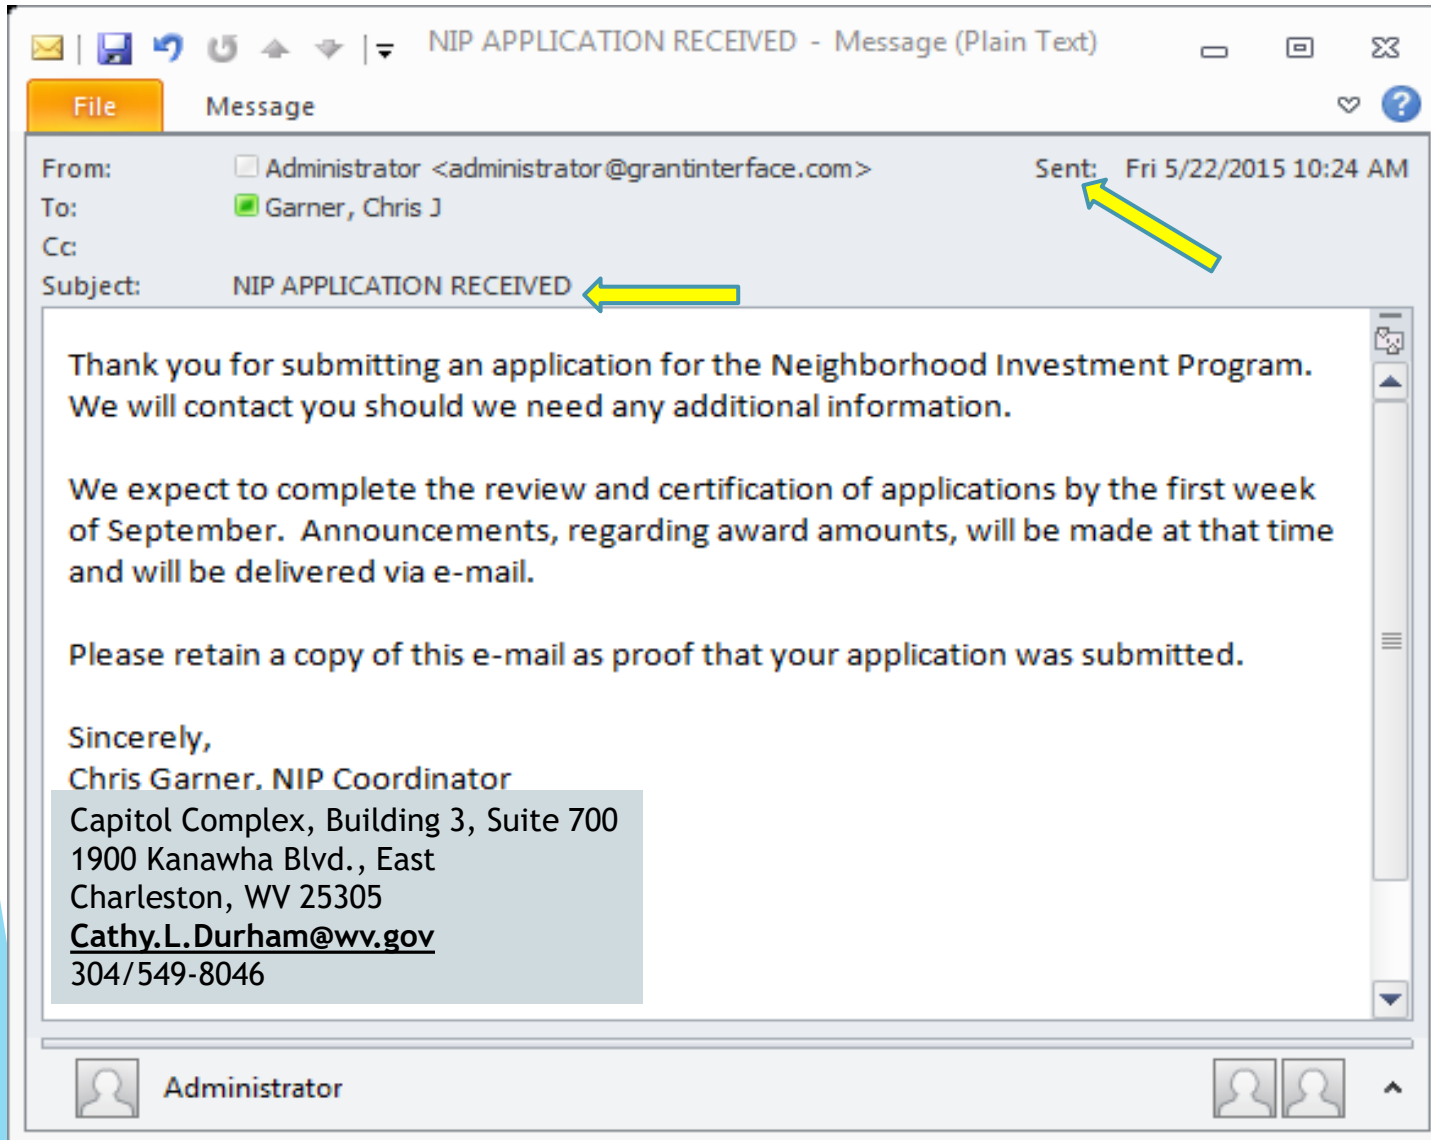 NIP APPLICATION RECEIVED - Message (Plain Text)
File Message
From: Administrator <administrator@grantinterface.com> Sent: Fri 5/22/2015 10:24 AM
To: Garner, Chris J
Cc:
Subject: NIP APPLICATION RECEIVED
Thank you for submitting an application for the Neighborhood Investment Program.
We will contact you should we need any additional information.
We expect to complete the review and certification of applications by the first week
of September.  Announcements, regarding award amounts, will be made at that time
and will be delivered via e-mail.
Please retain a copy of this e-mail as proof that your application was submitted.
Sincerely,
Chris Garner, NIP Coordinator
Capitol Complex, Building 3, Suite 700
1900 Kanawha Blvd., East
Charleston, WV 25305
Cathy.L.Durham@wv.gov
304/549-8046
Administrator